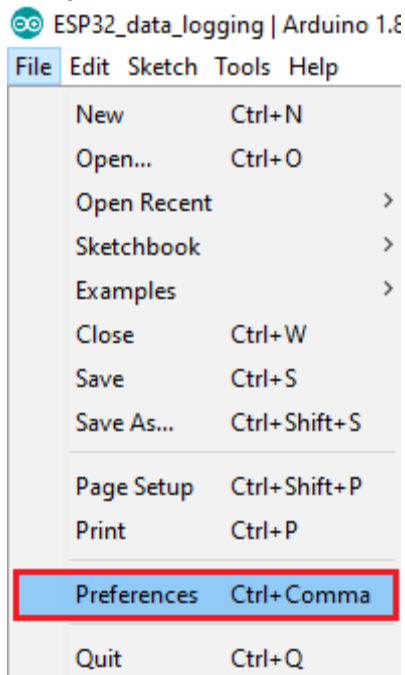 ESP32_data_logging | Arduino 1.8
File Edit Sketch Tools Help
New Ctrl+N
Open... Ctrl+O
Open Recent >
Sketchbook >
Examples >
Close Ctrl+W
Save Ctrl+S
Save As... Ctrl+Shift+S
Page Setup Ctrl+Shift+P
Print Ctrl+P
Preferences Ctrl+Comma
Quit Ctrl+Q